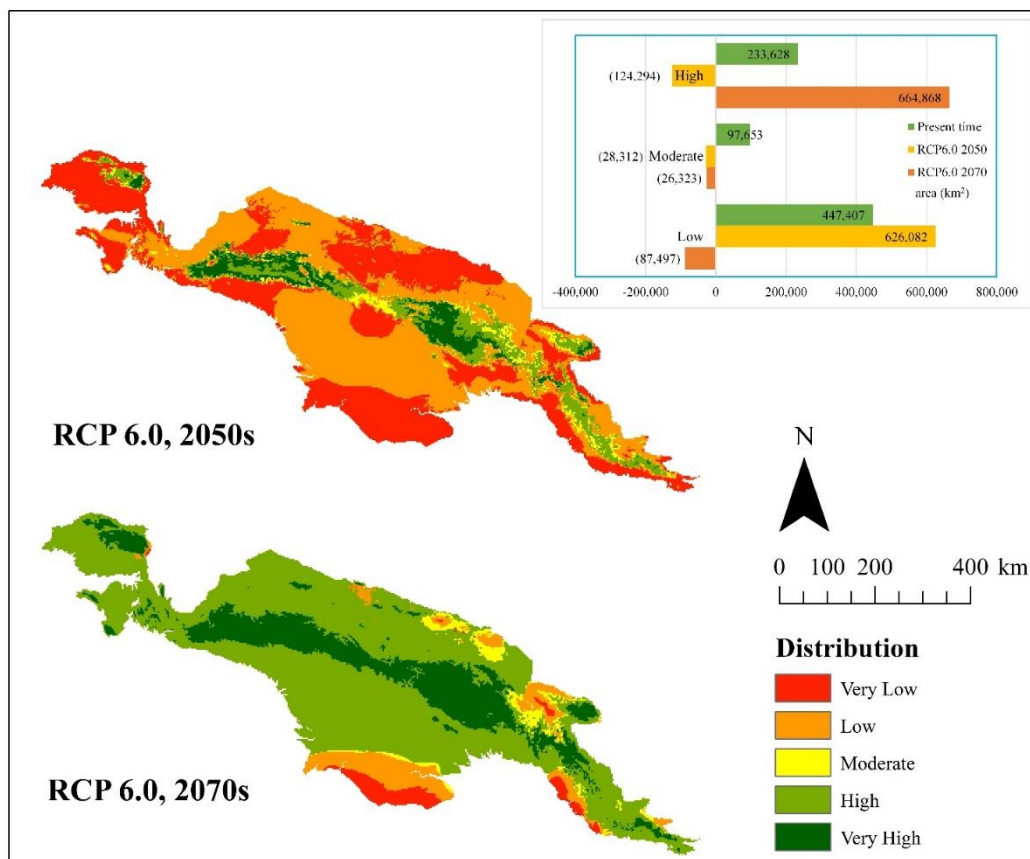 233,628
(124,294) High
664,868
97,653
(28,312) Moderate
(26,323)
447,407
Low 626,082
(87,497)
Present time
RCP6.0 2050
RCP6.0 2070
area (km²)
-400,000 -200,000 0 200,000 400,000 600,000 800,000
RCP 6.0, 2050s
RCP 6.0, 2070s
N
0 100 200 400 km
Distribution
Very Low
Low
Moderate
High
Very High